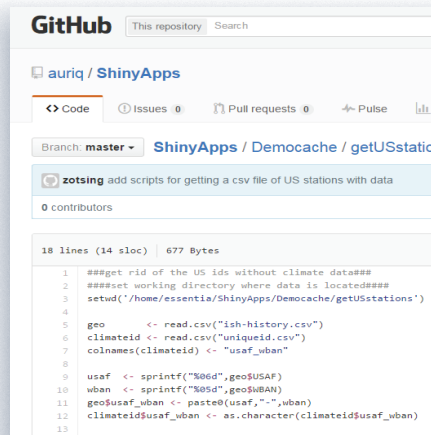 GitHub This repository Search
auriq / ShinyApps
<> Code Issues 0 Pull requests 0 Pulse
Branch: master ShinyApps / Democache / getUSstatio
zotsing add scripts for getting a csv file of US stations with data
0 contributors
18 lines (14 sloc) 677 Bytes
1 ###get rid of the US ids without climate data###
2 ####set working directory where data is located####
3 setwd('/home/essentia/ShinyApps/Democache/getUSstations')
4
5 geo <- read.csv("ish-history.csv")
6 climateid <- read.csv("uniqueid.csv")
7 colnames(climateid) <- "usaf_wban"
8
9 usaf <- sprintf("%06d",geo$USAF)
10 wban <- sprintf("%05d",geo$WBAN)
11 geo$usaf_wban <- paste0(usaf,"-",wban)
12 climateid$usaf_wban <- as.character(climateid$usaf_wban)
13